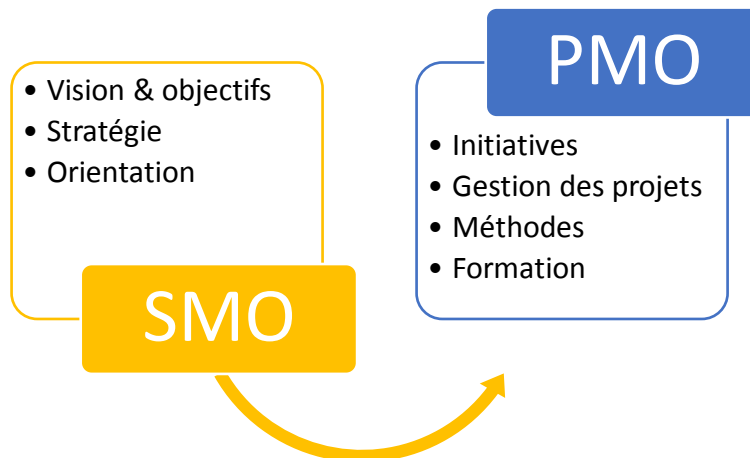 • Vision & objectifs
• Stratégie
• Orientation
SMO
PMO
• Initiatives
• Gestion des projets
• Méthodes
• Formation